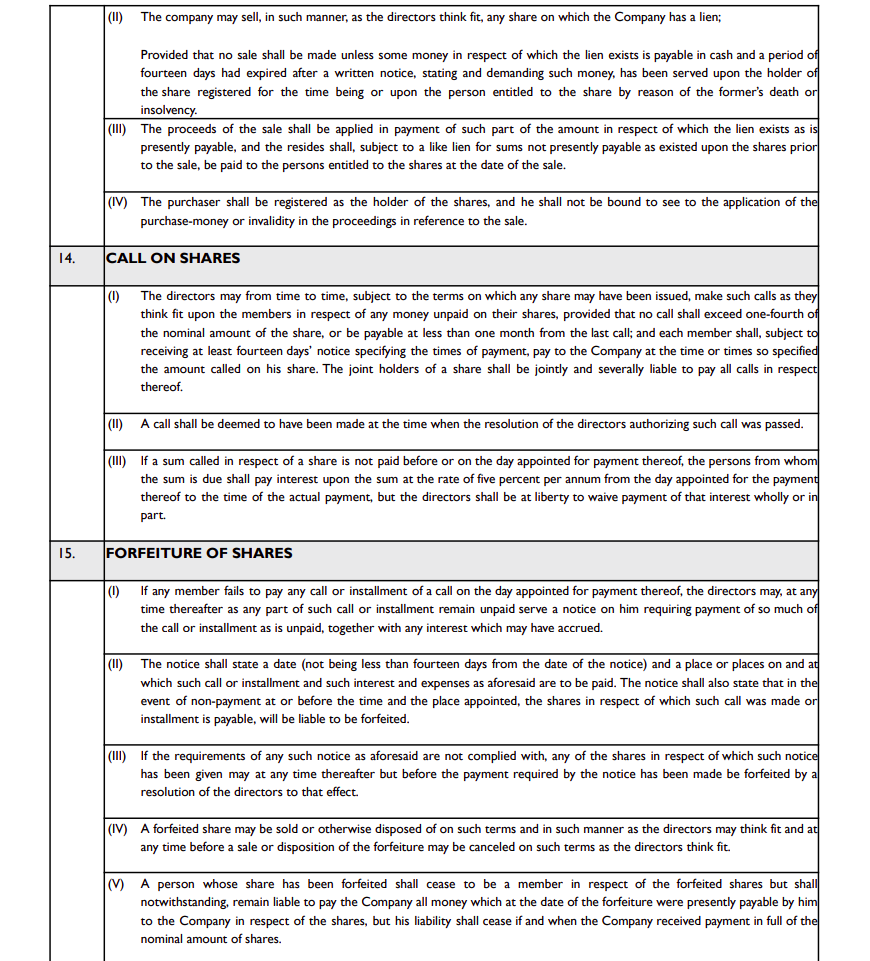 (II) The company may sell, in such manner, as the directors think fit, any share on which the Company has a lien;
Provided that no sale shall be made unless some money in respect of which the lien exists is payable in cash and a period of
fourteen days had expired after a written notice, stating and demanding such money, has been served upon the holder of
the share registered for the time being or upon the person entitled to the share by reason of the former's death or
insolvency.
(III) The proceeds of the sale shall be applied in payment of such part of the amount in respect of which the lien exists as is
presently payable, and the resides shall, subject to a like lien for sums not presently payable as existed upon the shares prior
to the sale, be paid to the persons entitled to the shares at the date of the sale.
(IV) The purchaser shall be registered as the holder of the shares, and he shall not be bound to see to the application of the
purchase-money or invalidity in the proceedings in reference to the sale.
14. CALL ON SHARES
(I) The directors may from time to time, subject to the terms on which any share may have been issued, make such calls as they
think fit upon the members in respect of any money unpaid on their shares, provided that no call shall exceed one-fourth of
the nominal amount of the share, or be payable at less than one month from the last call; and each member shall, subject to
receiving at least fourteen days' notice specifying the times of payment, pay to the Company at the time or times so specified
the amount called on his share. The joint holders of a share shall be jointly and severally liable to pay all calls in respect
thereof.
(II) A call shall be deemed to have been made at the time when the resolution of the directors authorizing such call was passed.
(III) If a sum called in respect of a share is not paid before or on the day appointed for payment thereof, the persons from whom
the sum is due shall pay interest upon the sum at the rate of five percent per annum from the day appointed for the payment
thereof to the time of the actual payment, but the directors shall be at liberty to waive payment of that interest wholly or in
part.
15. FORFEITURE OF SHARES
(I) If any member fails to pay any call or installment of a call on the day appointed for payment thereof, the directors may, at any
time thereafter as any part of such call or installment remain unpaid serve a notice on him requiring payment of so much of
the call or installment as is unpaid, together with any interest which may have accrued.
(II) The notice shall state a date (not being less than fourteen days from the date of the notice) and a place or places on and at
which such call or installment and such interest and expenses as aforesaid are to be paid. The notice shall also state that in the
event of non-payment at or before the time and the place appointed, the shares in respect of which such call was made or
installment is payable, will be liable to be forfeited.
(III) If the requirements of any such notice as aforesaid are not complied with, any of the shares in respect of which such notice
has been given may at any time thereafter but before the payment required by the notice has been made be forfeited by a
resolution of the directors to that effect.
(IV) A forfeited share may be sold or otherwise disposed of on such terms and in such manner as the directors may think fit and at
any time before a sale or disposition of the forfeiture may be canceled on such terms as the directors think fit.
(V) A person whose share has been forfeited shall cease to be a member in respect of the forfeited shares but shall
notwithstanding, remain liable to pay the Company all money which at the date of the forfeiture were presently payable by him
to the Company in respect of the shares, but his liability shall cease if and when the Company received payment in full of the
nominal amount of shares.